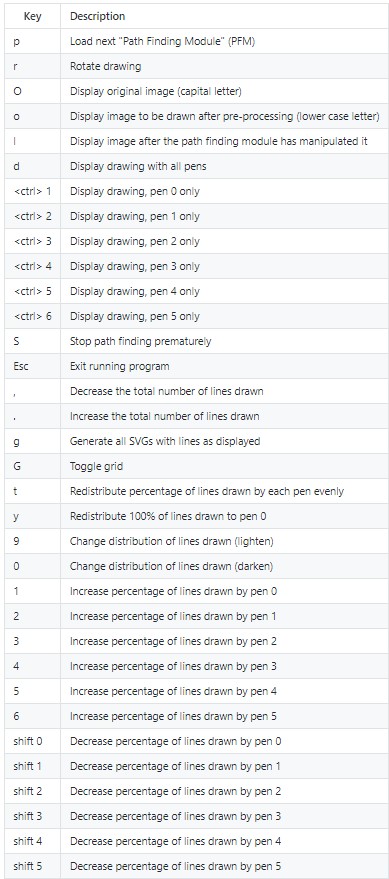 Key Description
p Load next "Path Finding Module" (PFM)
r Rotate drawing
O Display original image (capital letter)
o Display image to be drawn after pre-processing (lower case letter)
l Display image after the path finding module has manipulated it
d Display drawing with all pens
<ctrl> 1 Display drawing, pen 0 only
<ctrl> 2 Display drawing, pen 1 only
<ctrl> 3 Display drawing, pen 2 only
<ctrl> 4 Display drawing, pen 3 only
<ctrl> 5 Display drawing, pen 4 only
<ctrl> 6 Display drawing, pen 5 only
S Stop path finding prematurely
Esc Exit running program
, Decrease the total number of lines drawn
. Increase the total number of lines drawn
g Generate all SVGs with lines as displayed
G Toggle grid
t Redistribute percentage of lines drawn by each pen evenly
y Redistribute 100% of lines drawn to pen 0
9 Change distribution of lines drawn (lighten)
0 Change distribution of lines drawn (darken)
1 Increase percentage of lines drawn by pen 0
2 Increase percentage of lines drawn by pen 1
3 Increase percentage of lines drawn by pen 2
4 Increase percentage of lines drawn by pen 3
5 Increase percentage of lines drawn by pen 4
6 Increase percentage of lines drawn by pen 5
shift 0 Decrease percentage of lines drawn by pen 0
shift 1 Decrease percentage of lines drawn by pen 1
shift 2 Decrease percentage of lines drawn by pen 2
shift 3 Decrease percentage of lines drawn by pen 3
shift 4 Decrease percentage of lines drawn by pen 4
shift 5 Decrease percentage of lines drawn by pen 5